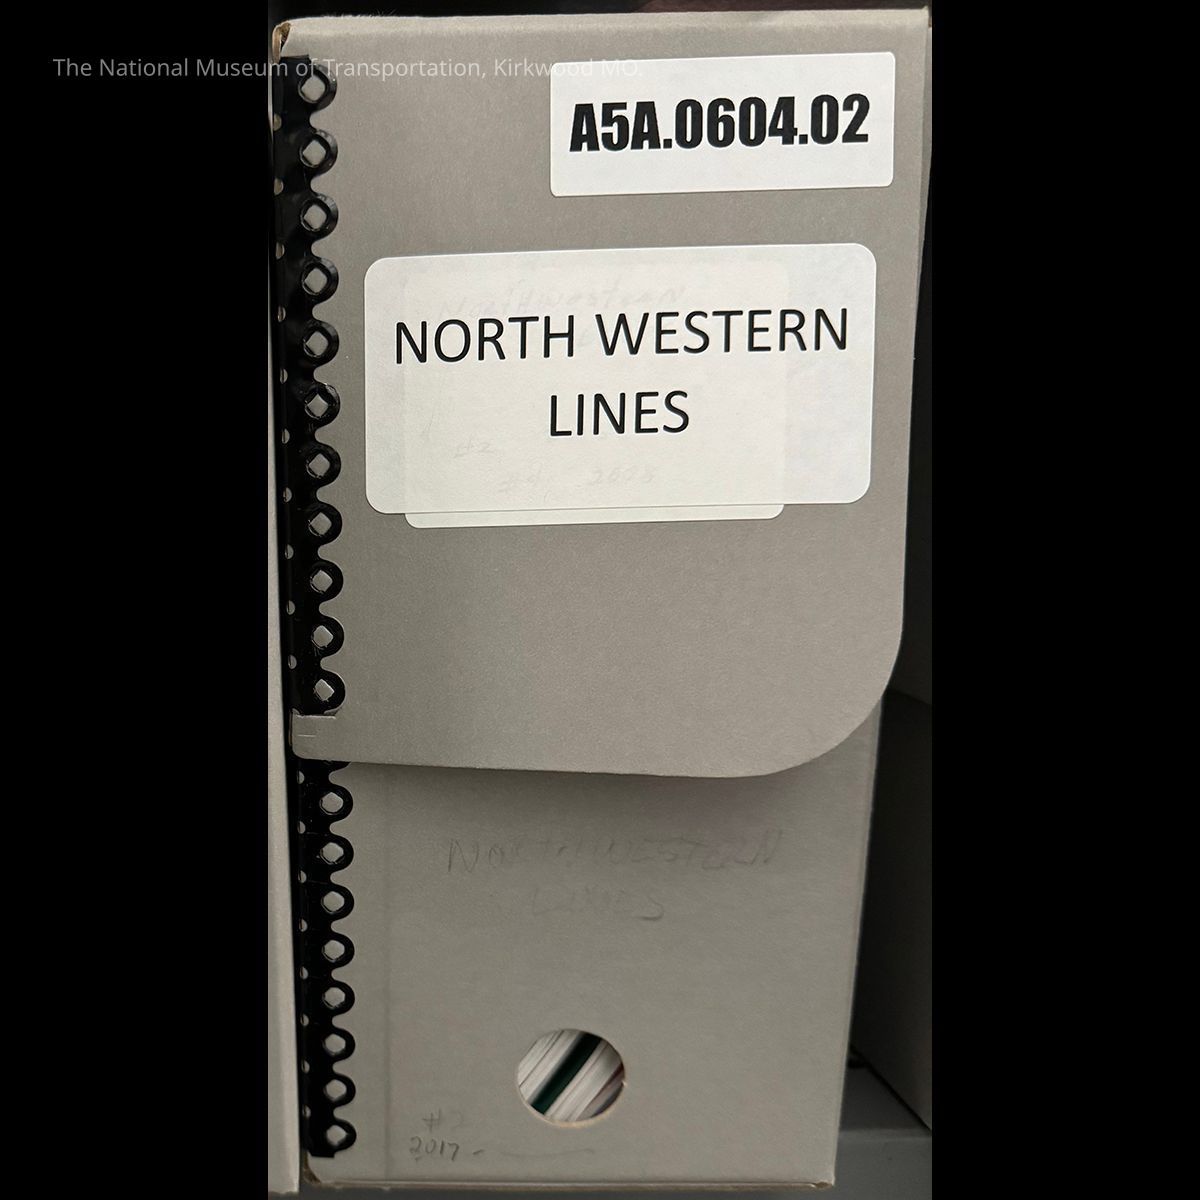 The National Museum of Transportation, Kirkwood MO.
A5A.0604.02
NORTH WESTERN
LINES
NORTHWESTERN
LINES
#2
2017 -